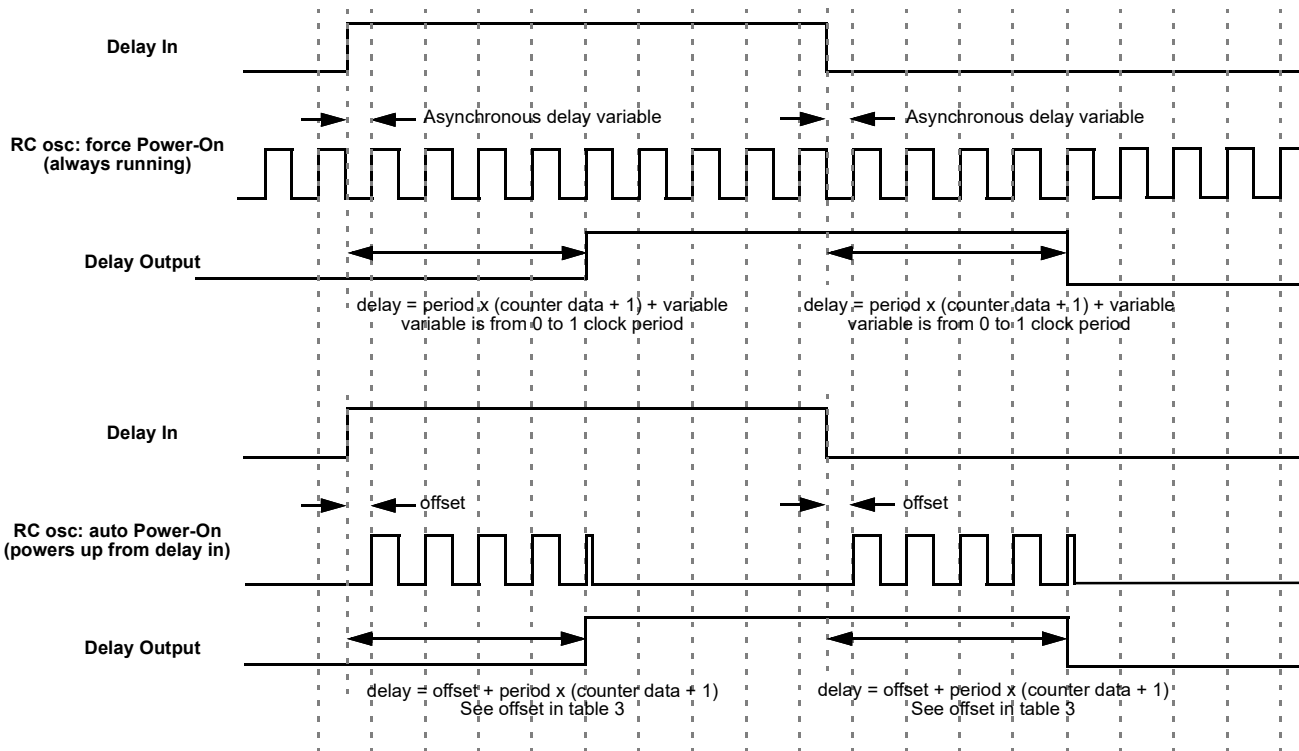 Delay In
Asynchronous delay variable
Asynchronous delay variable
RC osc: force Power-On
(always running)
Delay Output
delay = period x (counter data + 1) + variable
variable is from 0 to 1 clock period
delay = period x (counter data + 1) + variable
variable is from 0 to 1 clock period
Delay In
offset
offset
RC osc: auto Power-On
(powers up from delay in)
Delay Output
delay = offset + period x (counter data + 1)
See offset in table 3
delay = offset + period x (counter data + 1)
See offset in table 3